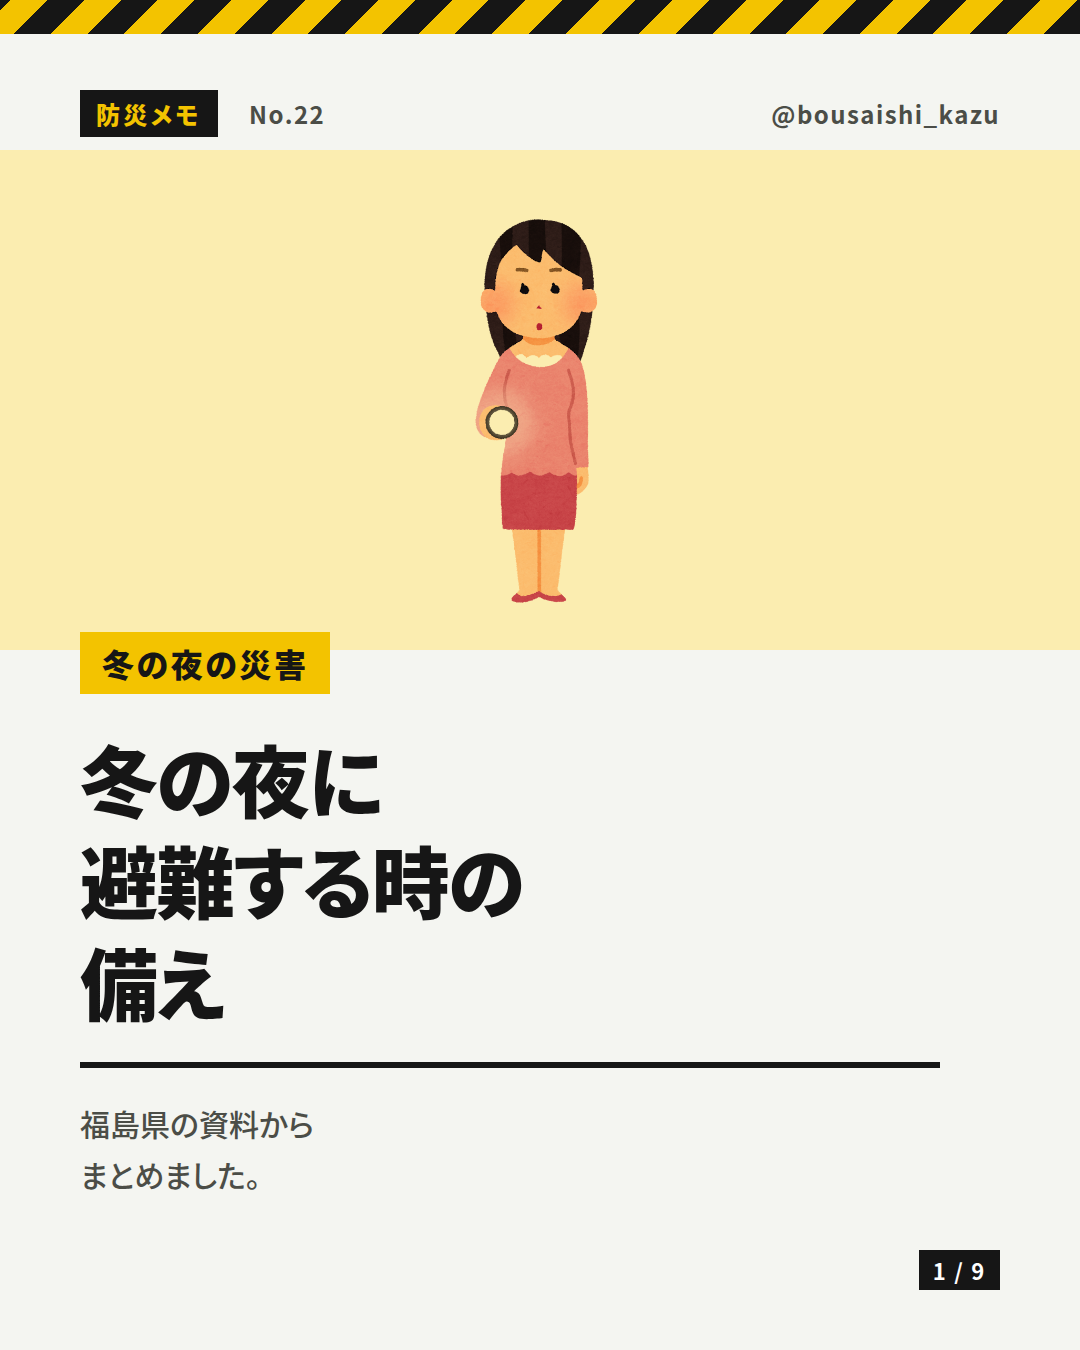 防災メモ No.22 @bousaishi_kazu
冬の夜の災害
冬の夜に
避難する時の
備え
福島県の資料から
まとめました。
1 / 9